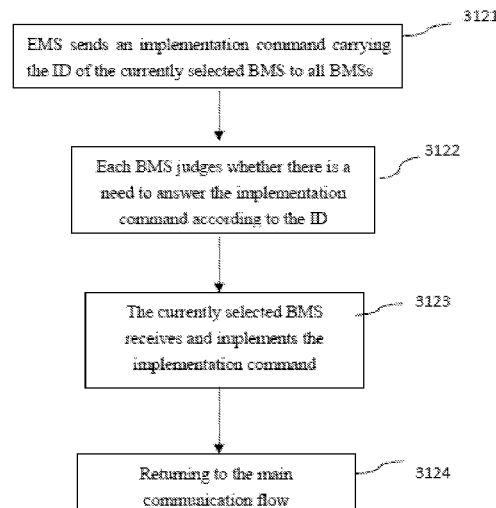 3121
EMS sends an implementation command carrying
the ID of the currently selected BMS to all BMSs
3122
Each BMS judges whether there is a
need to answer the implementation
command according to the ID
3123
The currently selected BMS
receives and implements the
implementation command
3124
Returning to the main
communication flow